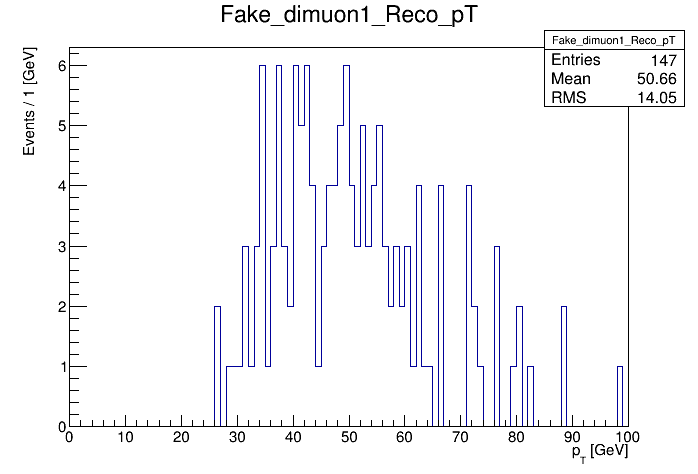 Fake_dimuon1_Reco_pT
Fake_dimuon1_Reco_pT
Entries 147
Mean 50.66
RMS 14.05
Events / 1 [GeV]
6
5
4
3
2
1
0
0 10 20 30 40 50 60 70 80 90 100
p_T [GeV]